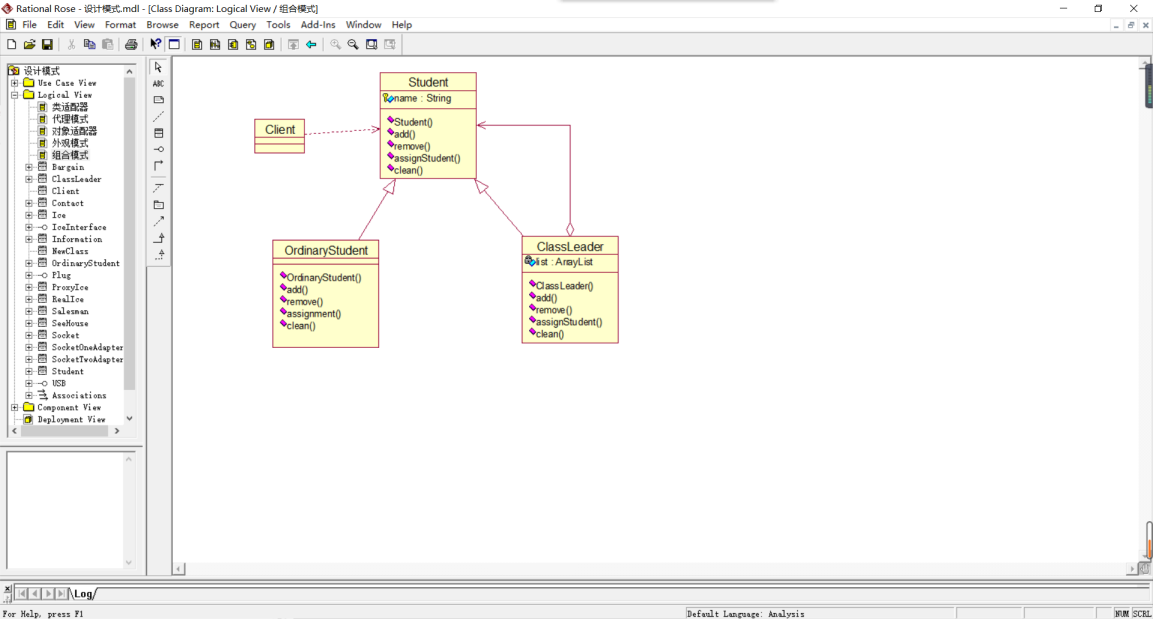 Rational Rose - 设计模式.mdl - [Class Diagram: Logical View / 组合模式]
File Edit View Format Browse Report Query Tools Add-Ins Window Help
设计模式
Use Case View
Logical View
类适配器
代理模式
对象适配器
外观模式
组合模式
Bargain
ClassLeader
Client
Contact
Ice
IceInterface
Information
NewClass
OrdinaryStudent
Plug
ProxyIce
RealIce
Salesman
SeeHouse
Socket
SocketOneAdapter
SocketTwoAdapter
Student
USB
Associations
Component View
Deployment View
ABC
Student
name : String
Student()
add()
remove()
assignStudent()
clean()
Client
OrdinaryStudent
OrdinaryStudent()
add()
remove()
assignment()
clean()
ClassLeader
list : ArrayList
ClassLeader()
add()
remove()
assignStudent()
clean()
Log
For Help, press F1
Default Language: Analysis
NUM SCRL